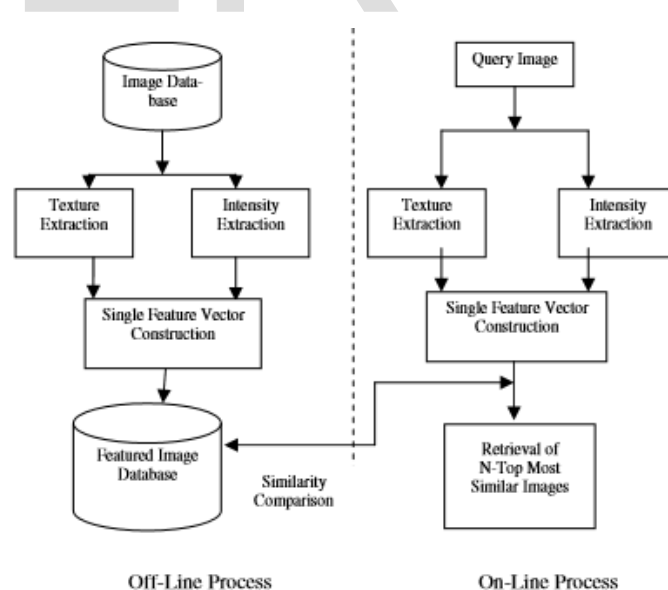 Image Data-
base
Texture
Extraction
Intensity
Extraction
Single Feature Vector
Construction
Featured Image
Database
Similarity
Comparison
Off-Line Process
Query Image
Texture
Extraction
Intensity
Extraction
Single Feature Vector
Construction
Retrieval of
N-Top Most
Similar Images
On-Line Process